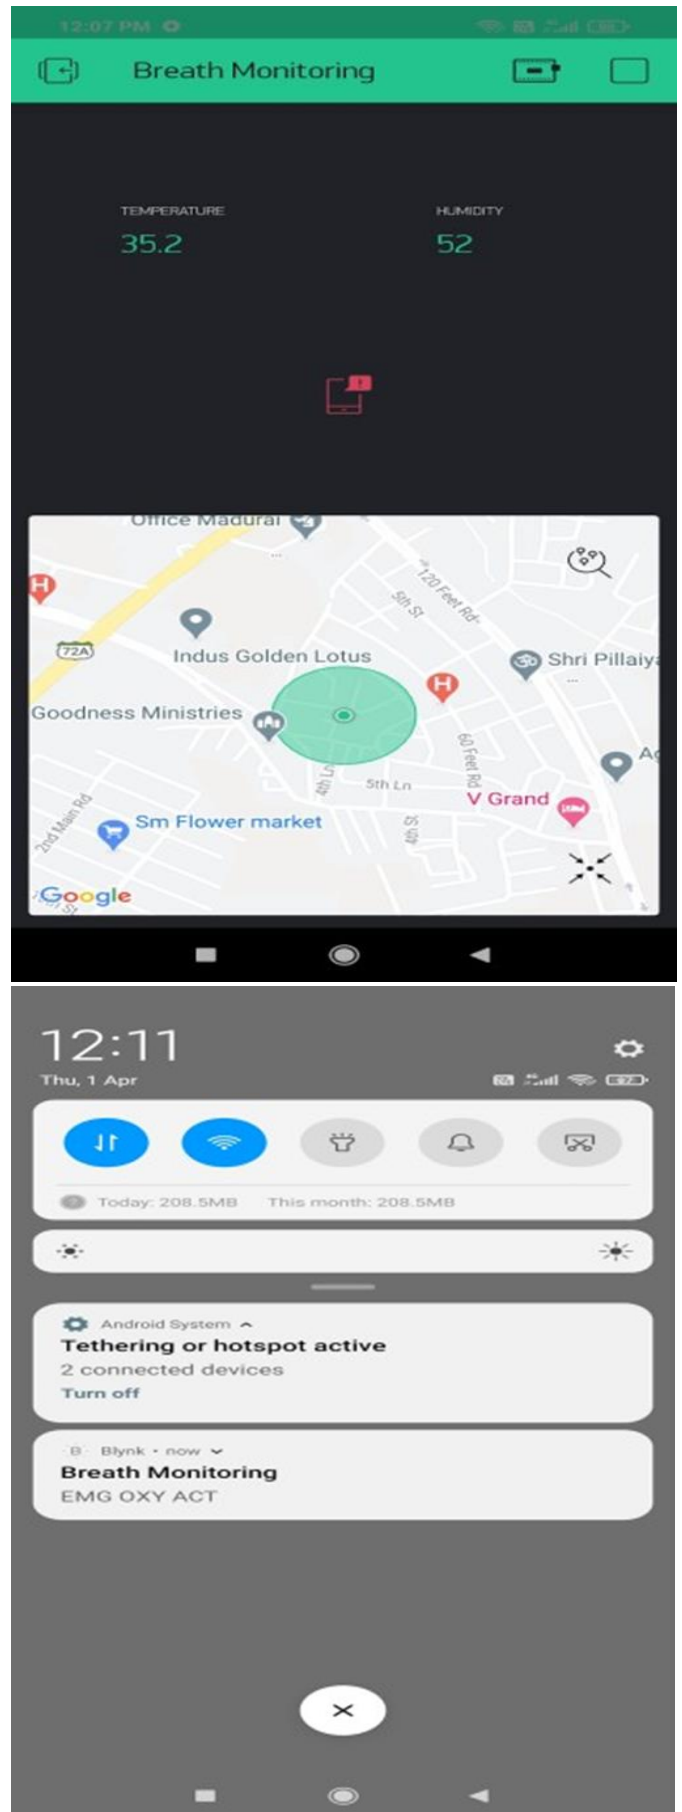 12:07 PM
Breath Monitoring
TEMPERATURE
HUMIDITY
35.2
52
Office Madurai
...
H
120 Feet Rd
5th St
72A
Indus Golden Lotus
Shri Pillaiya
...
H
Goodness Ministries
4th Ln
5th Ln
60 Feet Rd
V Grand
2nd Main Rd
Sm Flower market
4th St
Google
12:11
Thu, 1 Apr
Today: 208.5MB This month: 208.5MB
Android System
Tethering or hotspot active
2 connected devices
Turn off
B Blynk • now
Breath Monitoring
EMG OXY ACT